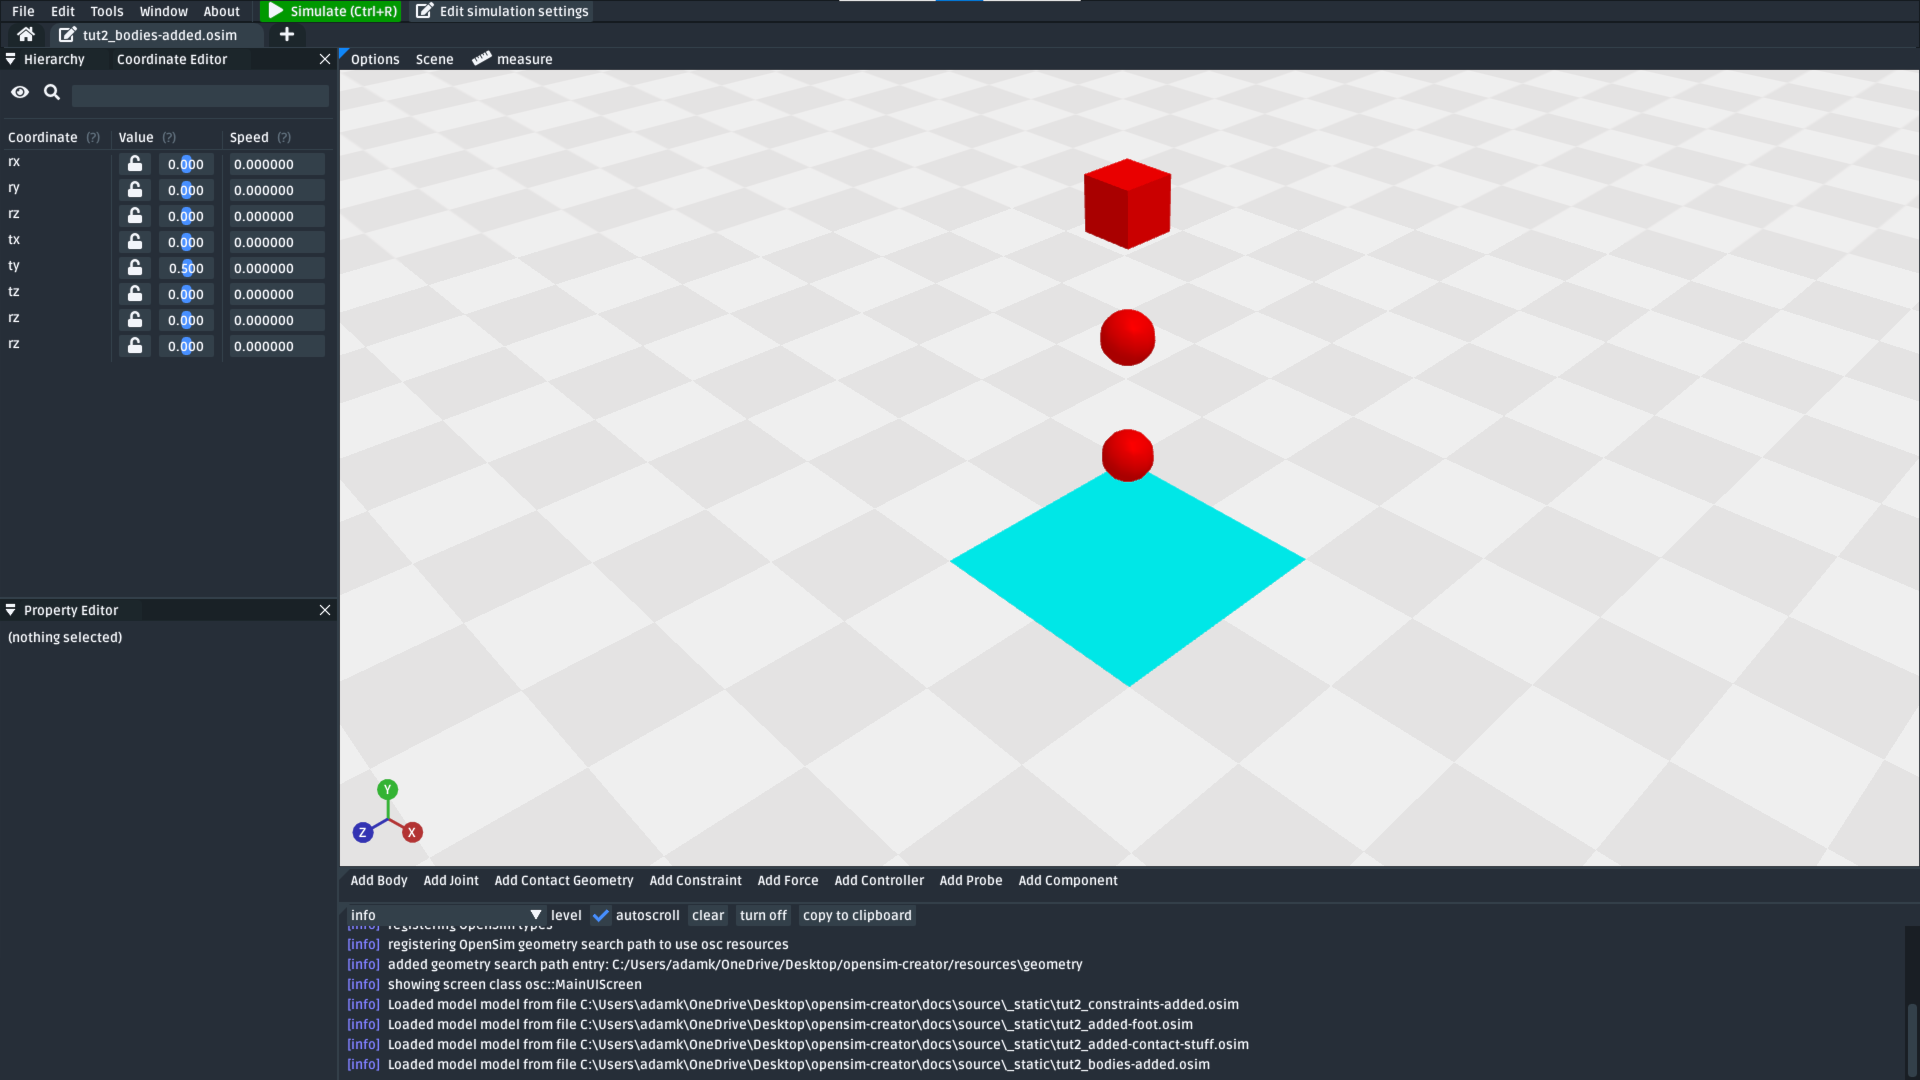 File Edit Tools Window About Simulate (Ctrl+R) Edit simulation settings
tut2_bodies-added.osim
Hierarchy Coordinate Editor
Options Scene measure
Coordinate (?) Value (?) Speed (?)
rx 0.000 0.000000
ry 0.000 0.000000
rz 0.000 0.000000
tx 0.000 0.000000
ty 0.500 0.000000
tz 0.000 0.000000
rz 0.000 0.000000
rz 0.000 0.000000
Property Editor
(nothing selected)
Y
Z X
Add Body Add Joint Add Contact Geometry Add Constraint Add Force Add Controller Add Probe Add Component
info level autoscroll clear turn off copy to clipboard
[info] registering OpenSim types
[info] registering OpenSim geometry search path to use osc resources
[info] added geometry search path entry: C:/Users/adamk/OneDrive/Desktop/opensim-creator/resources\geometry
[info] showing screen class osc::MainUIScreen
[info] Loaded model model from file C:\Users\adamk\OneDrive\Desktop\opensim-creator\docs\source\_static\tut2_constraints-added.osim
[info] Loaded model model from file C:\Users\adamk\OneDrive\Desktop\opensim-creator\docs\source\_static\tut2_added-foot.osim
[info] Loaded model model from file C:\Users\adamk\OneDrive\Desktop\opensim-creator\docs\source\_static\tut2_added-contact-stuff.osim
[info] Loaded model model from file C:\Users\adamk\OneDrive\Desktop\opensim-creator\docs\source\_static\tut2_bodies-added.osim